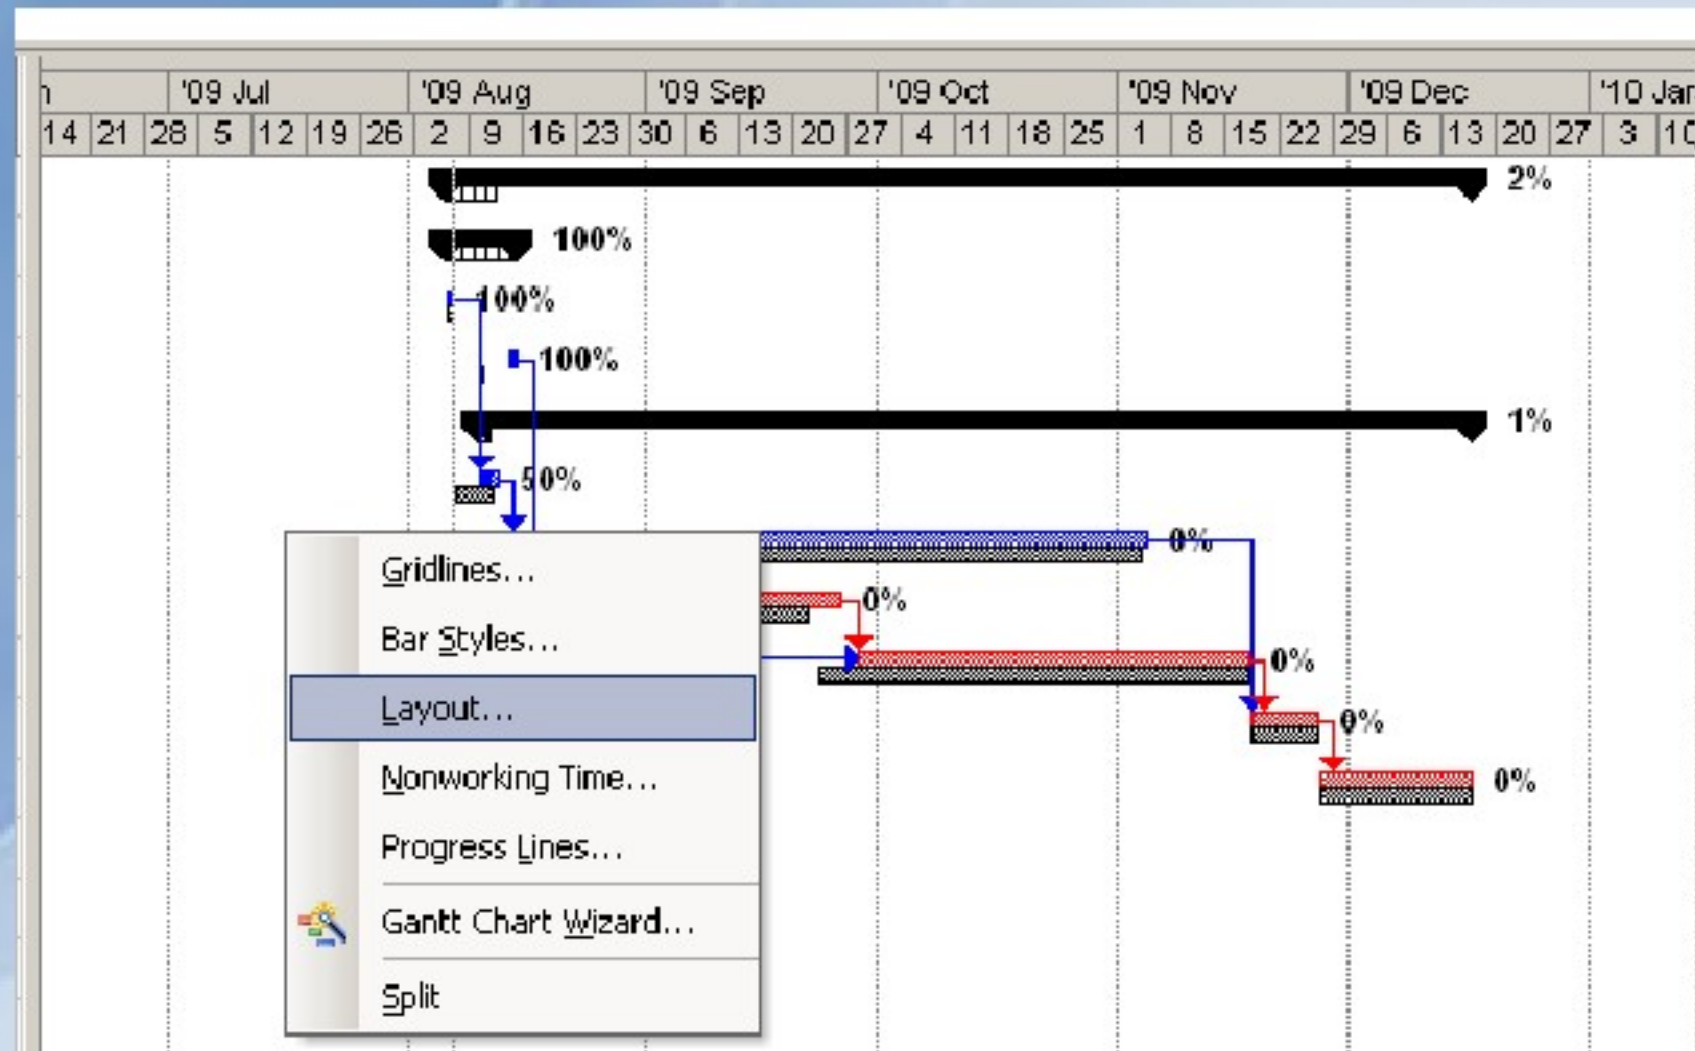 '09 Jul '09 Aug '09 Sep '09 Oct '09 Nov '09 Dec '10 Jan
14 21 28 5 12 19 26 2 9 16 23 30 6 13 20 27 4 11 18 25 1 8 15 22 29 6 13 20 27 3 10
2%
100%
100%
100%
1%
50%
0%
0%
0%
0%
0%
Gridlines...
Bar Styles...
Layout...
Nonworking Time...
Progress Lines...
Gantt Chart Wizard...
Split